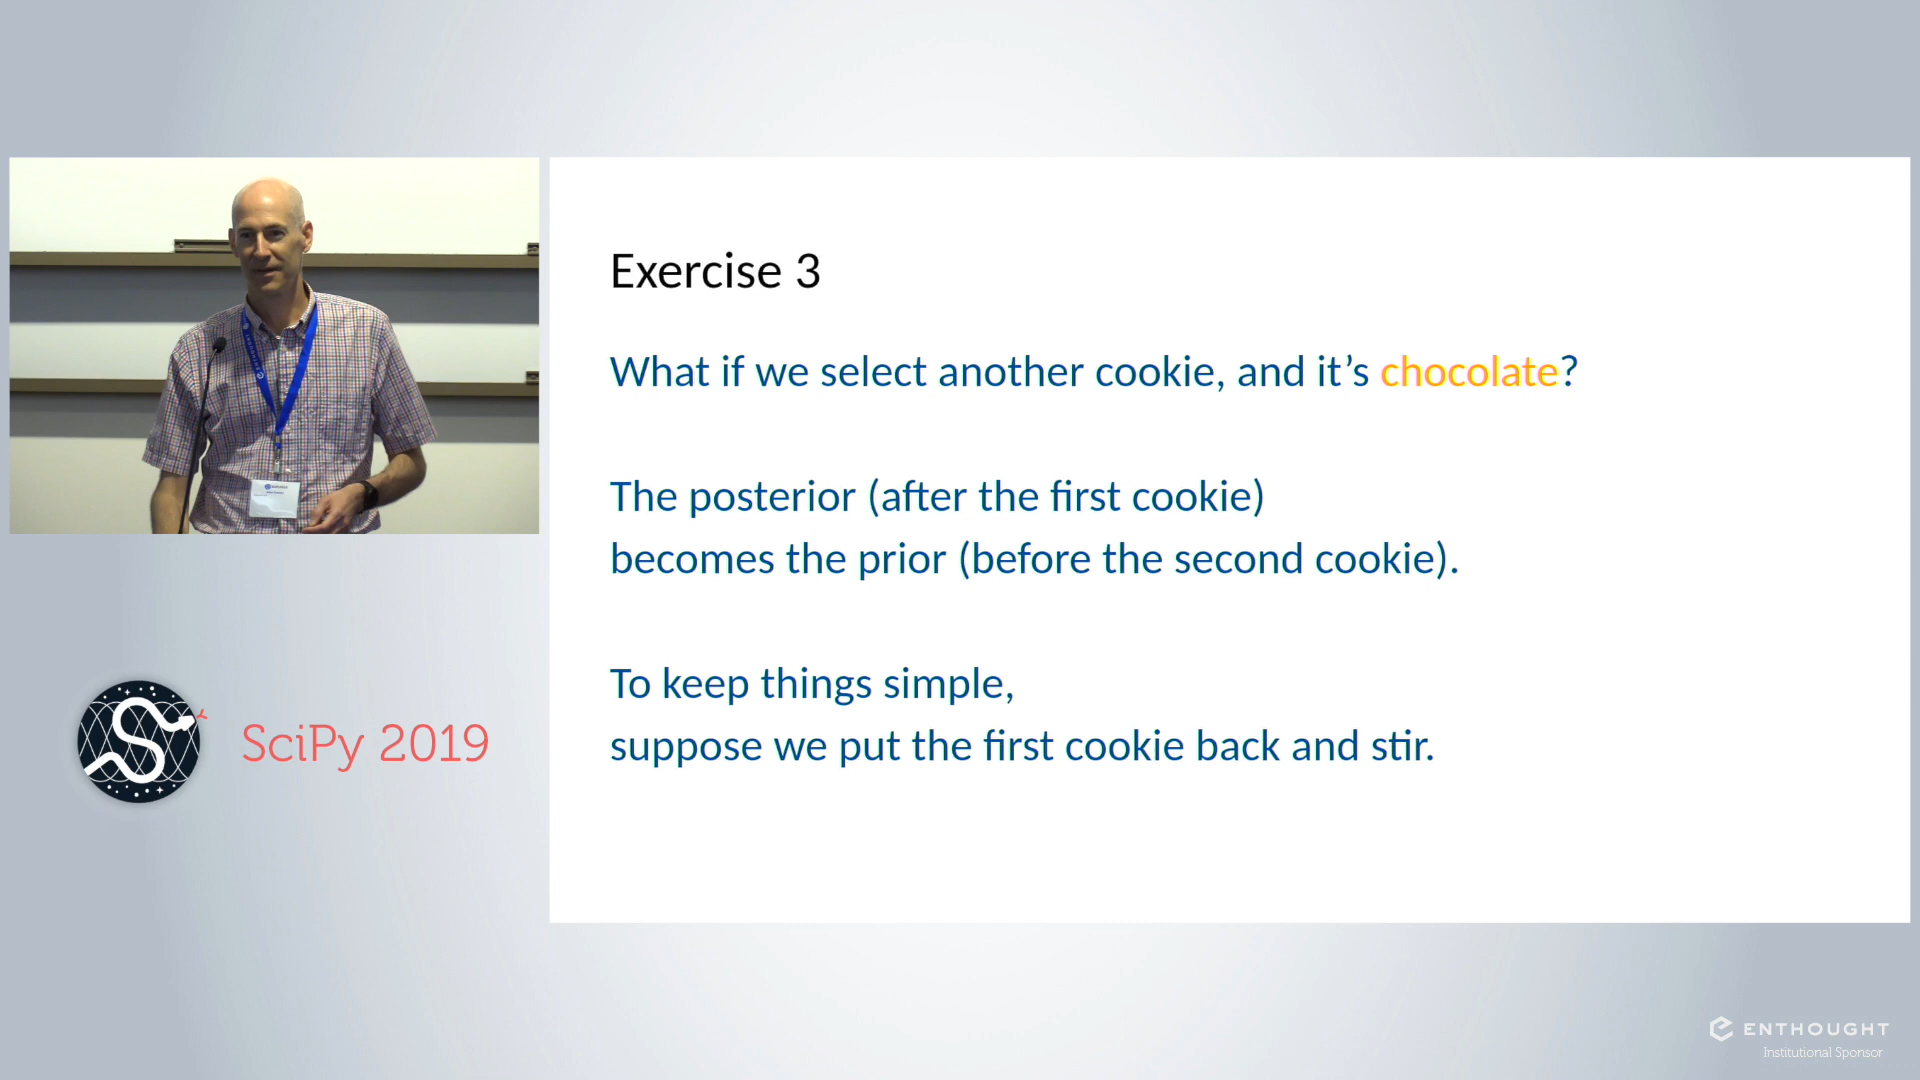 Exercise 3
What if we select another cookie, and it’s chocolate?
The posterior (after the first cookie)
becomes the prior (before the second cookie).
To keep things simple,
suppose we put the first cookie back and stir.
SciPy 2019
ENTHOUGHT
Institutional Sponsor